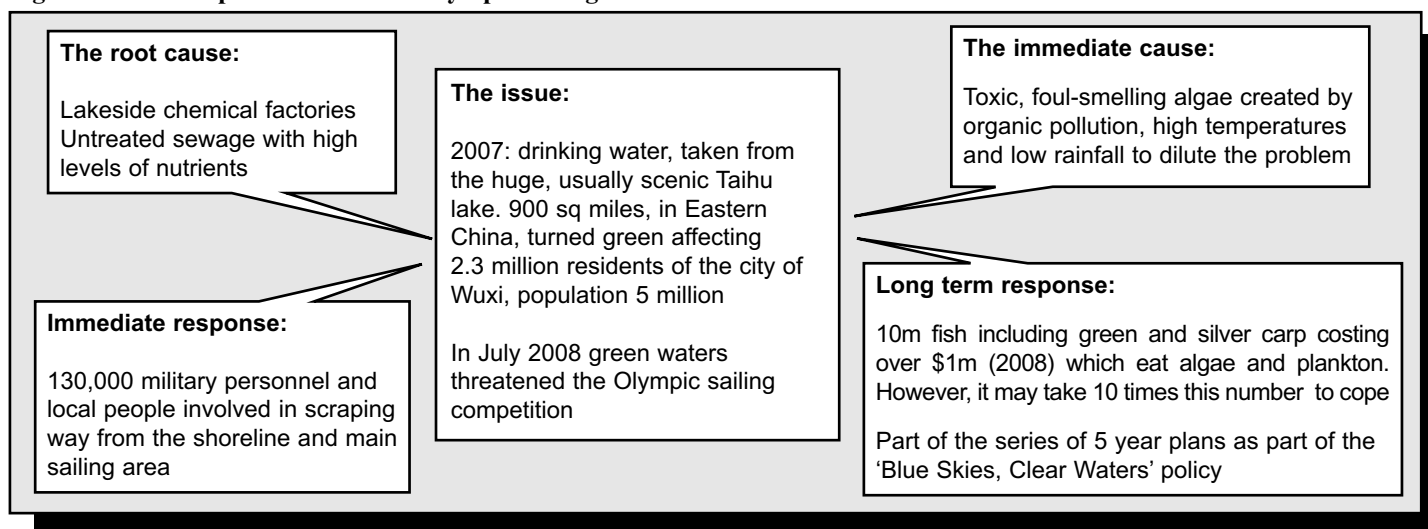 The root cause:
Lakeside chemical factories
Untreated sewage with high
levels of nutrients
The issue:
2007: drinking water, taken from
the huge, usually scenic Taihu
lake. 900 sq miles, in Eastern
China, turned green affecting
2.3 million residents of the city of
Wuxi, population 5 million
In July 2008 green waters
threatened the Olympic sailing
competition
The immediate cause:
Toxic, foul-smelling algae created by
organic pollution, high temperatures
and low rainfall to dilute the problem
Immediate response:
130,000 military personnel and
local people involved in scraping
way from the shoreline and main
sailing area
Long term response:
10m fish including green and silver carp costing
over $1m (2008) which eat algae and plankton.
However, it may take 10 times this number to cope
Part of the series of 5 year plans as part of the
‘Blue Skies, Clear Waters’ policy